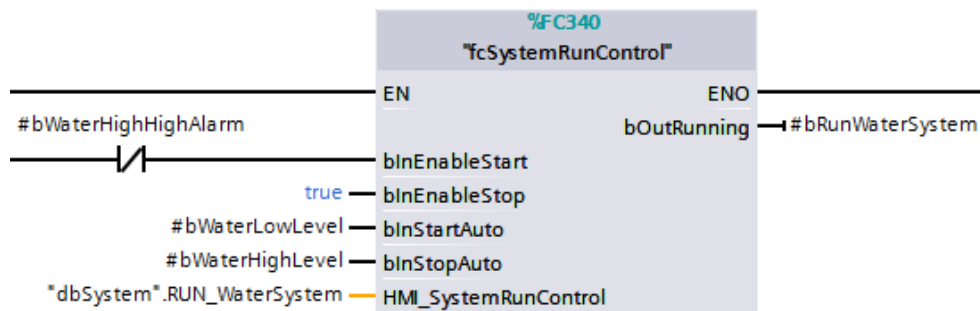 %FC340
"fcSystemRunControl"
EN ENO
#bWaterHighHighAlarm
bOutRunning #bRunWaterSystem
bInEnableStart
true bInEnableStop
#bWaterLowLevel bInStartAuto
#bWaterHighLevel bInStopAuto
"dbSystem".RUN_WaterSystem HMI_SystemRunControl